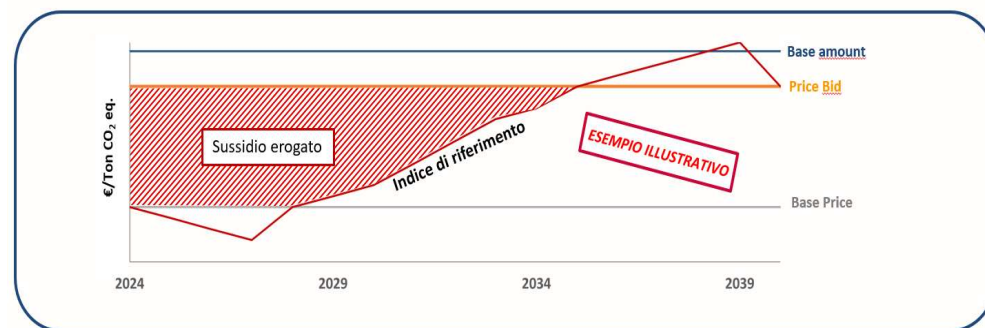 Base amount
Price Bid
€/Ton CO₂ eq.
Sussidio erogato
Indice di riferimento
ESEMPIO ILLUSTRATIVO
Base Price
2024 2029 2034 2039